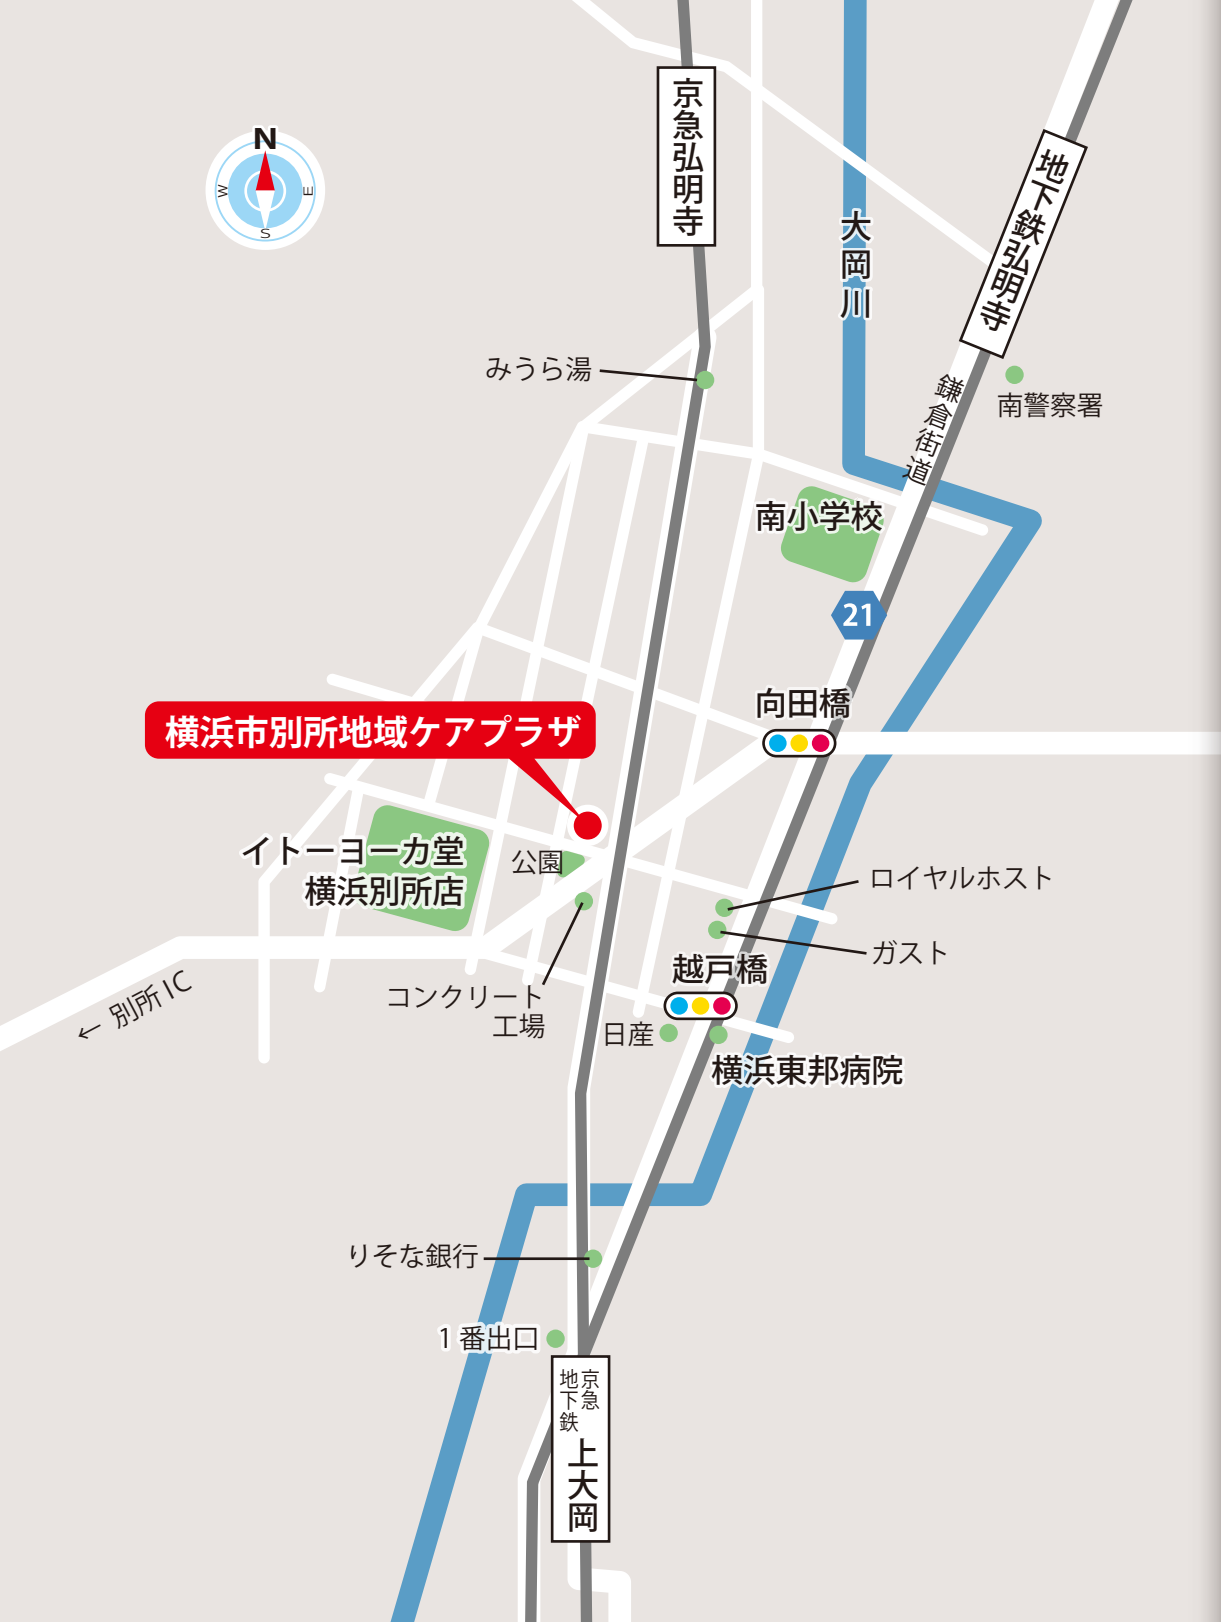 京急弘明寺
N
W
E
S
地下鉄弘明寺
大岡川
みうら湯
鎌倉街道
南警察署
南小学校
21
向田橋
横浜市別所地域ケアプラザ
イトーヨーカ堂
横浜別所店
公園
ロイヤルホスト
ガスト
越戸橋
← 別所IC
コンクリート
工場
日産
横浜東邦病院
りそな銀行
1番出口
京急
地下鉄
上大岡